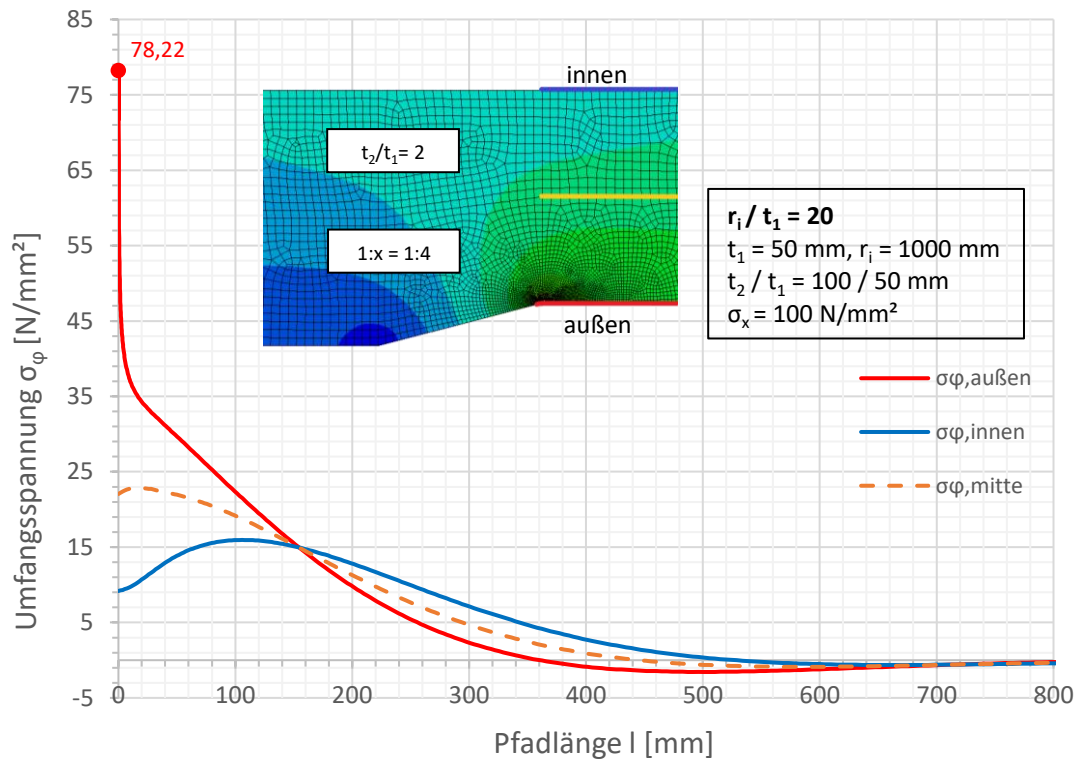 85
75
65
55
45
35
25
15
5
-5
Umfangsspannung σφ [N/mm²]
78,22
innen
t₂/t₁= 2
1:x = 1:4
außen
rᵢ / t₁ = 20
t₁ = 50 mm, rᵢ = 1000 mm
t₂ / t₁ = 100 / 50 mm
σₓ = 100 N/mm²
σφ,außen
σφ,innen
σφ,mitte
0 100 200 300 400 500 600 700 800
Pfadlänge l [mm]